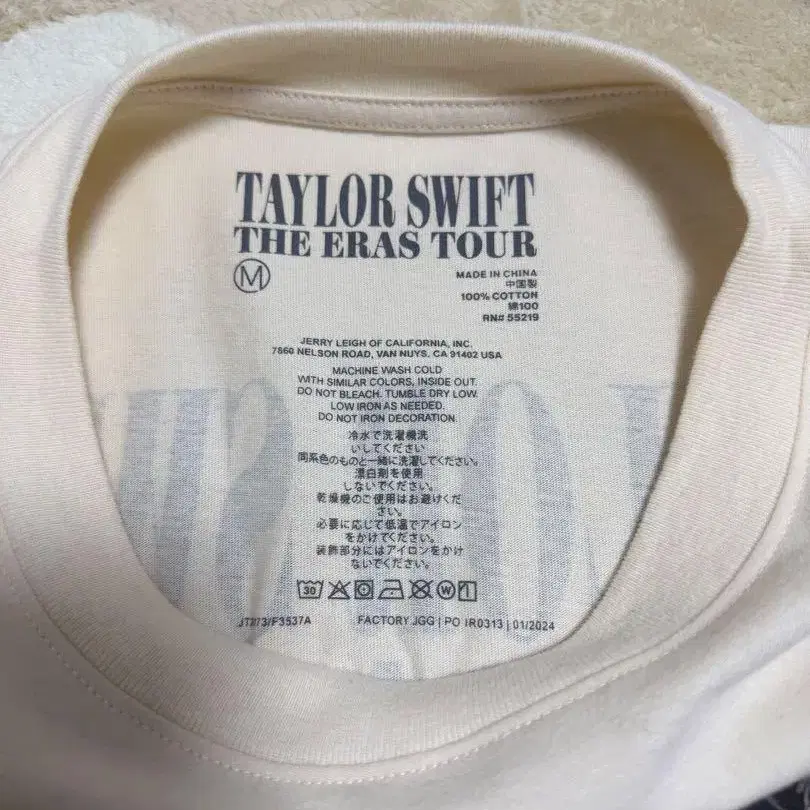 TAYLOR SWIFT
THE ERAS TOUR
M
MADE IN CHINA
中国製
100% COTTON
綿100
RN# 55219
JERRY LEIGH OF CALIFORNIA, INC.
7860 NELSON ROAD, VAN NUYS, CA 91402 USA
MACHINE WASH COLD
WITH SIMILAR COLORS, INSIDE OUT.
DO NOT BLEACH. TUMBLE DRY LOW.
LOW IRON AS NEEDED.
DO NOT IRON DECORATION.
冷水で洗濯機洗
いしてください
同系色のものと一緒に洗濯してください。
漂白剤を使用
しないでください。
乾燥機のご使用はお避けくだ
さい。
必要に応じて低温でアイロン
をかけてください。
装飾部分にはアイロンをかけ
ないでください。
30 W
FACTORY JGG | PO IR0313 | 01/2024